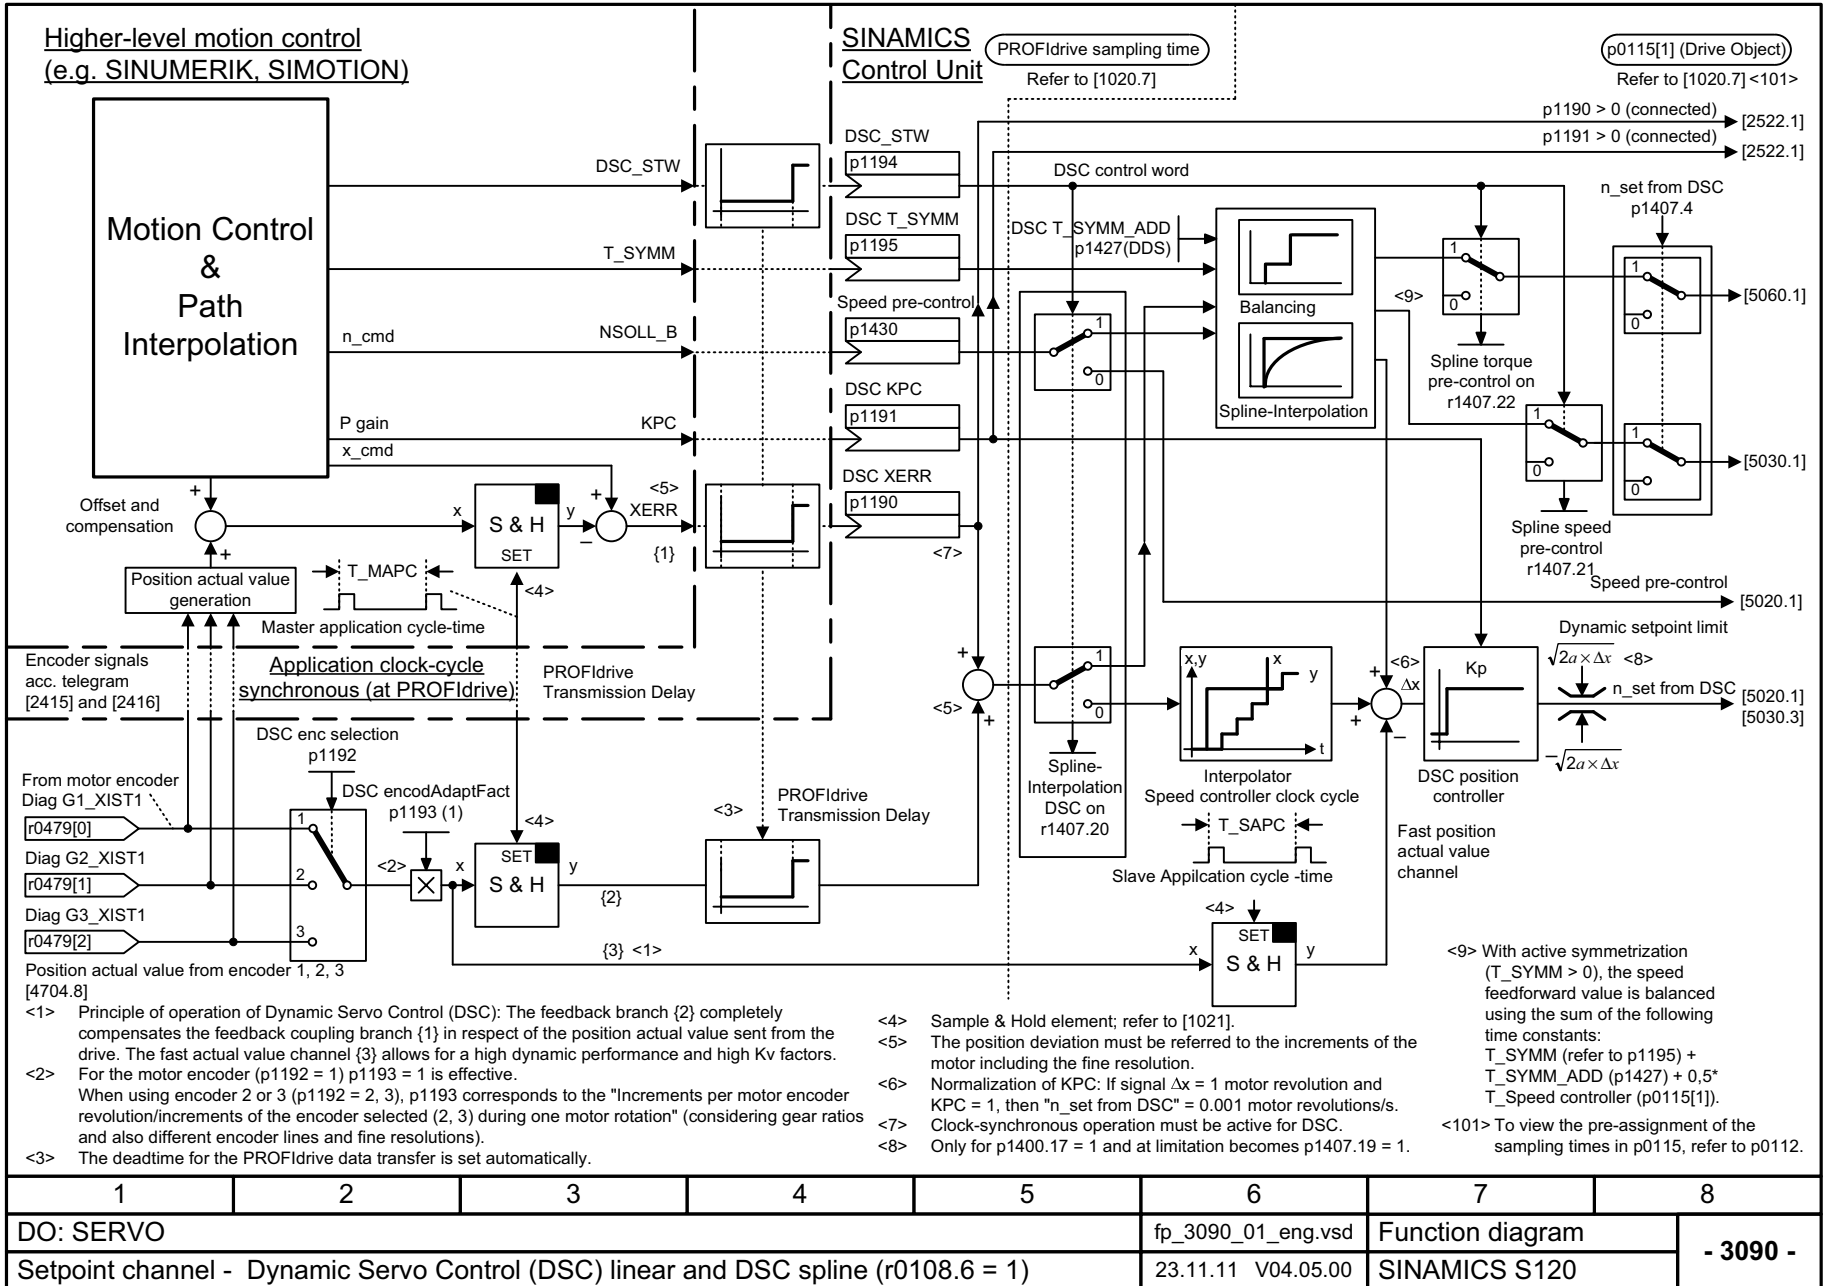 Higher-level motion control
(e.g. SINUMERIK, SIMOTION)
SINAMICS
Control Unit
PROFIdrive sampling time
Refer to [1020.7]
p0115[1] (Drive Object)
Refer to [1020.7] <101>
p1190 > 0 (connected)
[2522.1]
p1191 > 0 (connected)
[2522.1]
Motion Control
&
Path
Interpolation
DSC_STW
DSC_STW
p1194
DSC control word
n_set from DSC
p1407.4
T_SYMM
DSC T_SYMM
p1195
DSC T_SYMM_ADD
p1427(DDS)
Balancing
Spline-Interpolation
<9>
1
0
Spline torque
pre-control on
r1407.22
1
0
[5060.1]
n_cmd
NSOLL_B
Speed pre-control
p1430
1
0
P gain
KPC
DSC KPC
p1191
x_cmd
1
0
Spline speed
pre-control
r1407.21
1
0
[5030.1]
Offset and
compensation
+
+
x
S & H
SET
y
<4>
+
–
<5>
XERR
{1}
DSC XERR
p1190
<7>
Position actual value
generation
T_MAPC
Master application cycle-time
Speed pre-control
[5020.1]
Encoder signals
acc. telegram
[2415] and [2416]
Application clock-cycle
synchronous (at PROFIdrive)
PROFIdrive
Transmission Delay
+
<5>
+
1
0
Spline-
Interpolation
DSC on
r1407.20
x,y
x
y
t
Interpolator
Speed controller clock cycle
T_SAPC
Slave Appilcation cycle -time
+
+
–
<6>
Δx
Kp
DSC position
controller
Dynamic setpoint limit
√2a × Δx <8>
n_set from DSC
[5020.1]
[5030.3]
–√2a × Δx
Fast position
actual value
channel
DSC enc selection
p1192
From motor encoder
Diag G1_XIST1
r0479[0]
Diag G2_XIST1
r0479[1]
Diag G3_XIST1
r0479[2]
Position actual value from encoder 1, 2, 3
[4704.8]
1
2
3
DSC encodAdaptFact
p1193 (1)
<2>
x
<4>
SET
S & H
y
{2}
<3>
PROFIdrive
Transmission Delay
{3} <1>
<4>
x
SET
S & H
y
<1> Principle of operation of Dynamic Servo Control (DSC): The feedback branch {2} completely
compensates the feedback coupling branch {1} in respect of the position actual value sent from the
drive. The fast actual value channel {3} allows for a high dynamic performance and high Kv factors.
<2> For the motor encoder (p1192 = 1) p1193 = 1 is effective.
When using encoder 2 or 3 (p1192 = 2, 3), p1193 corresponds to the "Increments per motor encoder
revolution/increments of the encoder selected (2, 3) during one motor rotation" (considering gear ratios
and also different encoder lines and fine resolutions).
<3> The deadtime for the PROFIdrive data transfer is set automatically.
<4> Sample & Hold element; refer to [1021].
<5> The position deviation must be referred to the increments of the
motor including the fine resolution.
<6> Normalization of KPC: If signal Δx = 1 motor revolution and
KPC = 1, then "n_set from DSC" = 0.001 motor revolutions/s.
<7> Clock-synchronous operation must be active for DSC.
<8> Only for p1400.17 = 1 and at limitation becomes p1407.19 = 1.
<9> With active symmetrization
(T_SYMM > 0), the speed
feedforward value is balanced
using the sum of the following
time constants:
T_SYMM (refer to p1195) +
T_SYMM_ADD (p1427) + 0,5*
T_Speed controller (p0115[1]).
<101> To view the pre-assignment of the
sampling times in p0115, refer to p0112.
1 2 3 4 5 6 7 8
DO: SERVO
fp_3090_01_eng.vsd
Function diagram
- 3090 -
Setpoint channel - Dynamic Servo Control (DSC) linear and DSC spline (r0108.6 = 1)
23.11.11 V04.05.00
SINAMICS S120